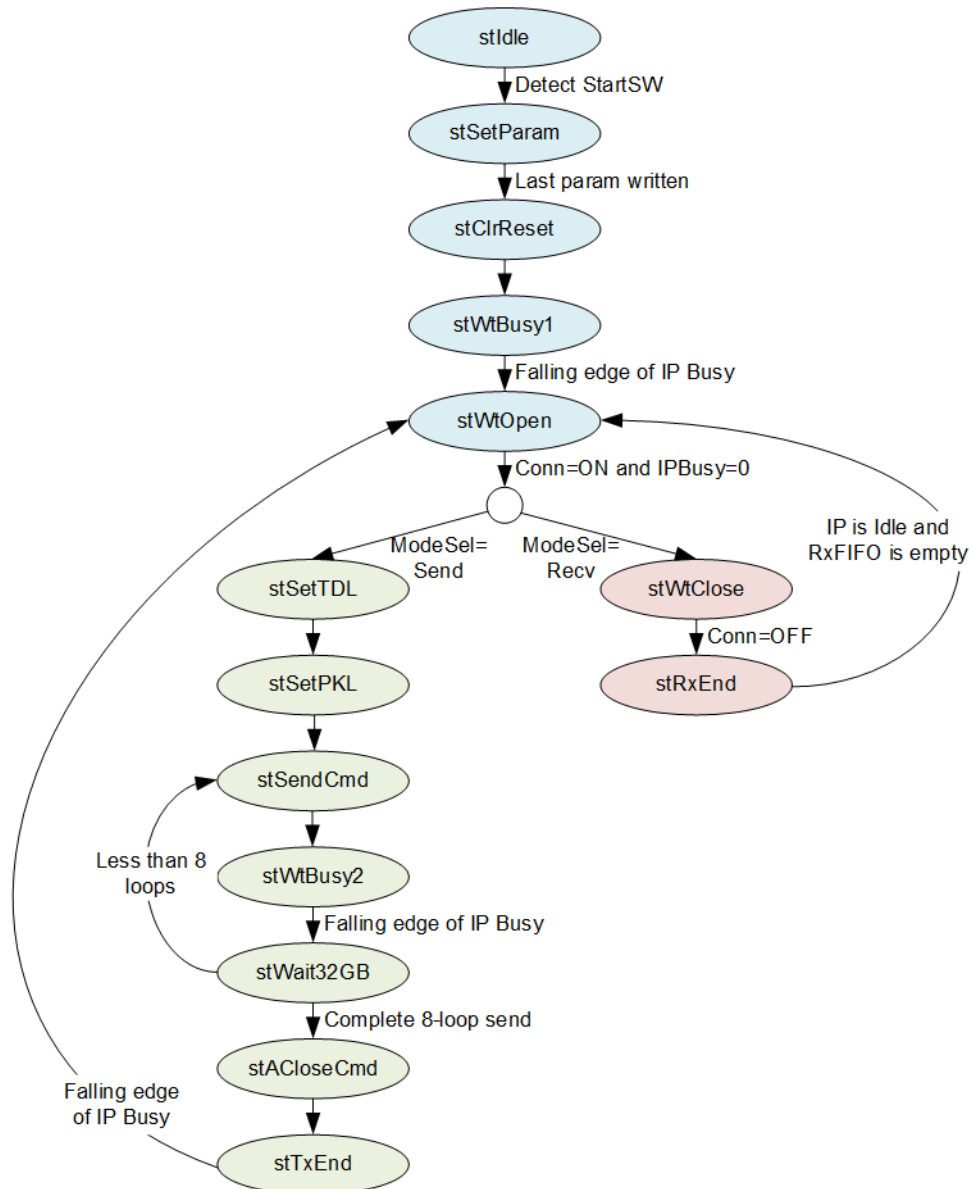 stIdle
Detect StartSW
stSetParam
Last param written
stClrReset
stWtBusy1
Falling edge of IP Busy
stWtOpen
Conn=ON and IPBusy=0
ModeSel=
Send
ModeSel=
Recv
IP is Idle and
RxFIFO is empty
stSetTDL
stWtClose
Conn=OFF
stSetPKL
stRxEnd
stSendCmd
Less than 8
loops
stWtBusy2
Falling edge of IP Busy
stWait32GB
Complete 8-loop send
stACloseCmd
Falling edge
of IP Busy
stTxEnd